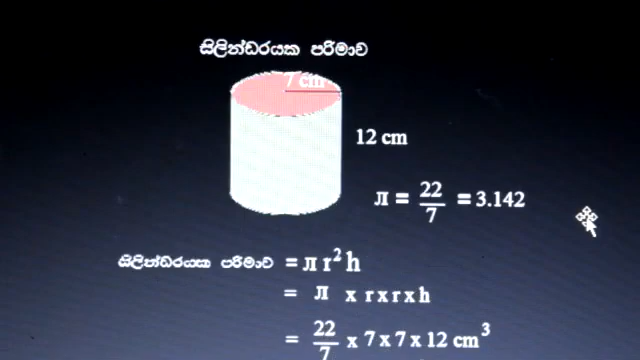 සිලින්ඩරයක පරිමාව
7 cm
12 cm
π = 22/7 = 3.142
සිලින්ඩරයක පරිමාව = π r² h
= π x r x r x h
= 22/7 x 7 x 7 x 12 cm³